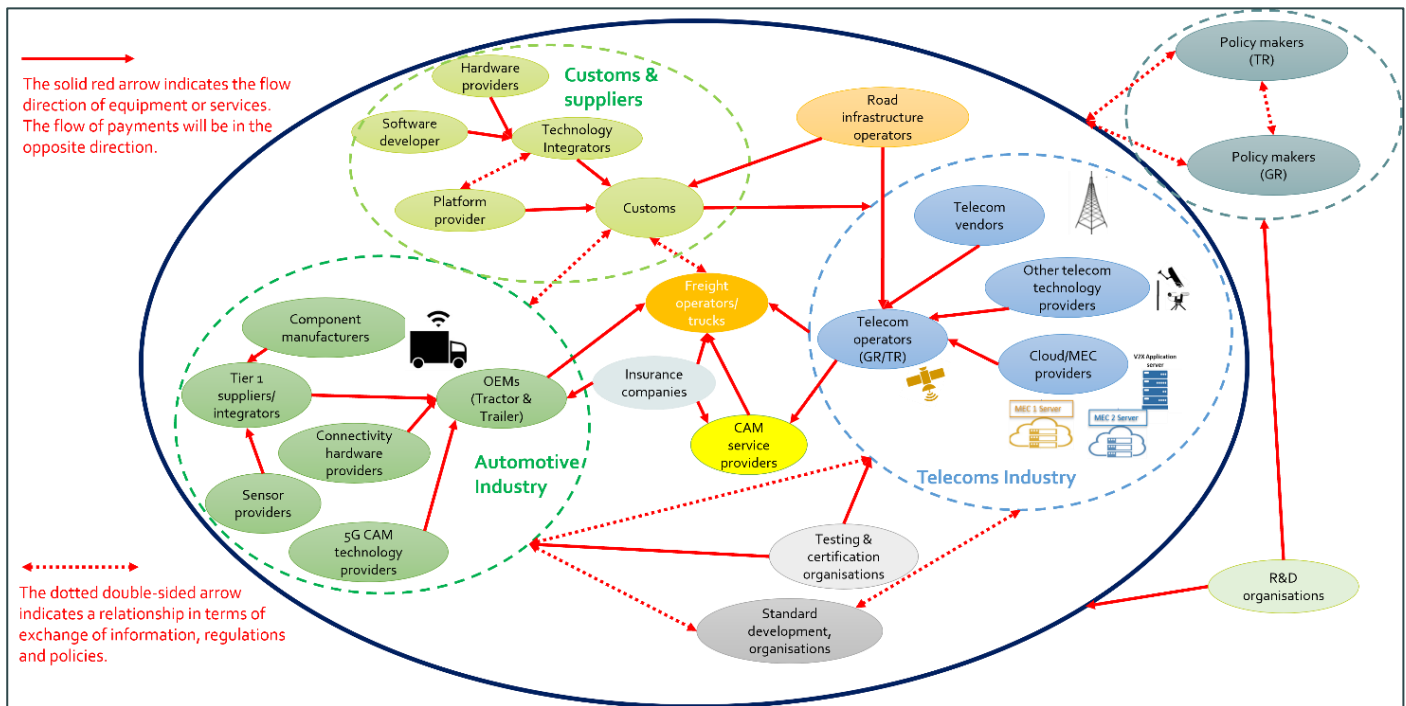 The solid red arrow indicates the flow
direction of equipment or services.
The flow of payments will be in the
opposite direction.
Hardware
providers
Customs &
suppliers
Software
developer
Technology
Integrators
Platform
provider
Customs
Road
infrastructure
operators
Policy makers
(TR)
Policy makers
(GR)
Telecom
vendors
Other telecom
technology
providers
Telecom
operators
(GR/TR)
Cloud/MEC
providers
V2X Application
server
MEC 1 Server
MEC 2 Server
Telecoms Industry
Freight
operators/
trucks
Insurance
companies
CAM
service
providers
Component
manufacturers
Tier 1
suppliers/
integrators
OEMs
(Tractor &
Trailer)
Connectivity
hardware
providers
Sensor
providers
Automotive
Industry
5G CAM
technology
providers
Testing &
certification
organisations
Standard
development,
organisations
R&D
organisations
The dotted double-sided arrow
indicates a relationship in terms of
exchange of information, regulations
and policies.